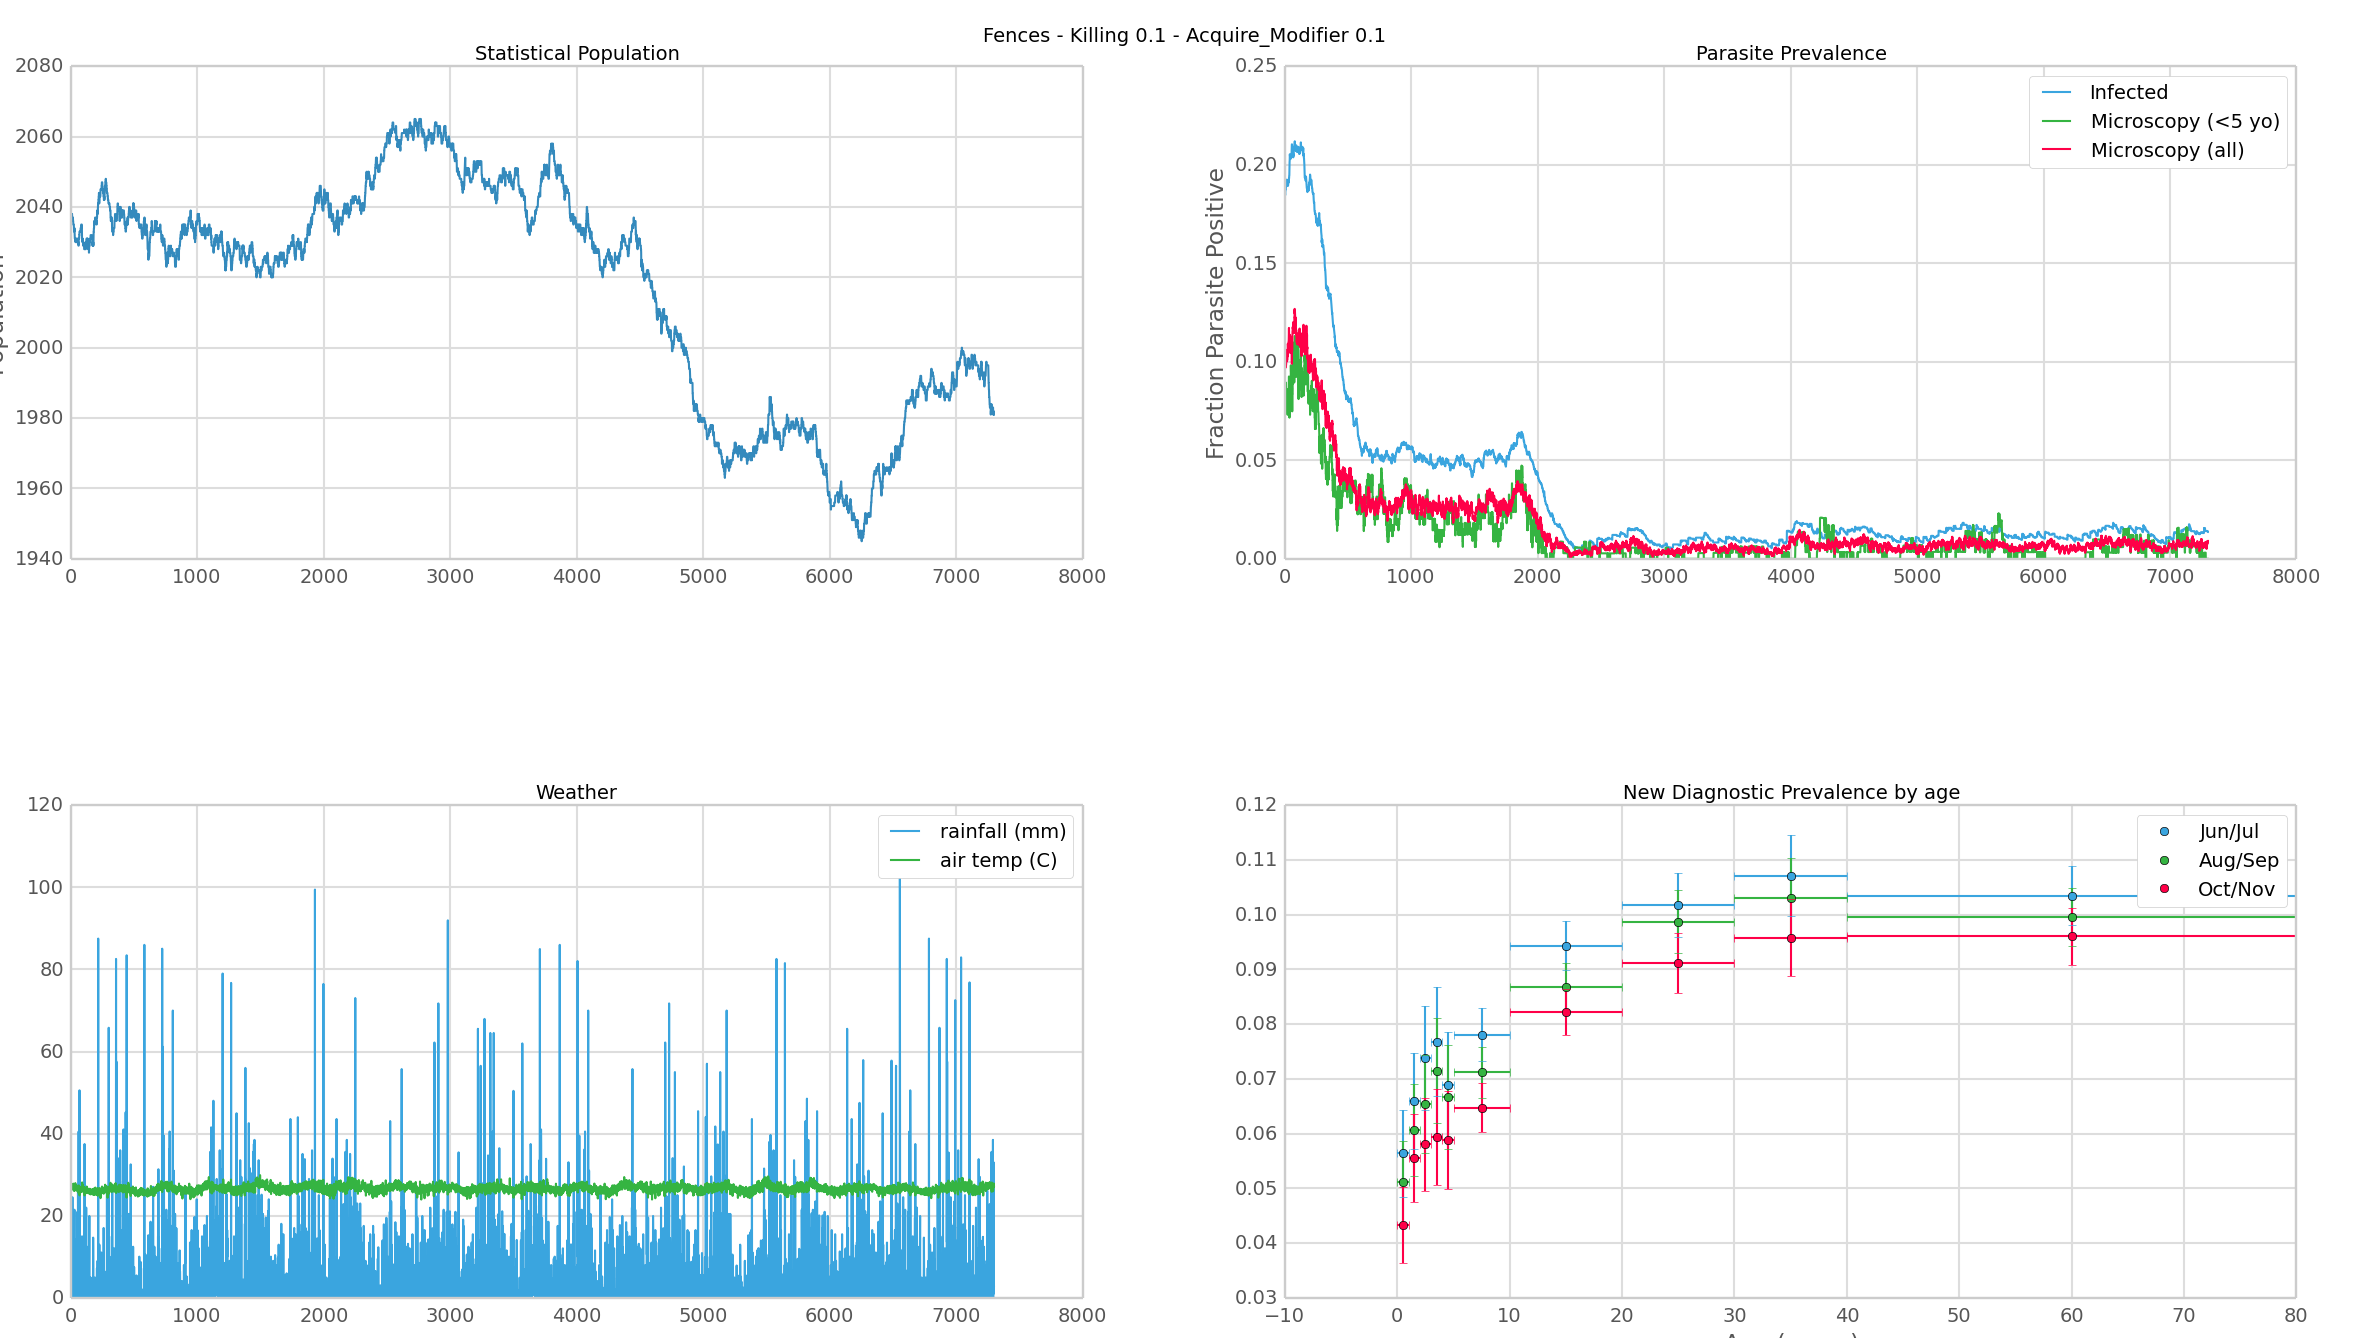 Fences - Killing 0.1 - Acquire_Modifier 0.1
Statistical Population
2080
2060
2040
2020
2000
1980
1960
1940
0 1000 2000 3000 4000 5000 6000 7000 8000
Parasite Prevalence
Fraction Parasite Positive
0.25
0.20
0.15
0.10
0.05
0.00
0 1000 2000 3000 4000 5000 6000 7000 8000
Infected
Microscopy (<5 yo)
Microscopy (all)
Weather
120
100
80
60
40
20
0
0 1000 2000 3000 4000 5000 6000 7000 8000
rainfall (mm)
air temp (C)
New Diagnostic Prevalence by age
0.12
0.11
0.10
0.09
0.08
0.07
0.06
0.05
0.04
0.03
−10 0 10 20 30 40 50 60 70 80
Jun/Jul
Aug/Sep
Oct/Nov